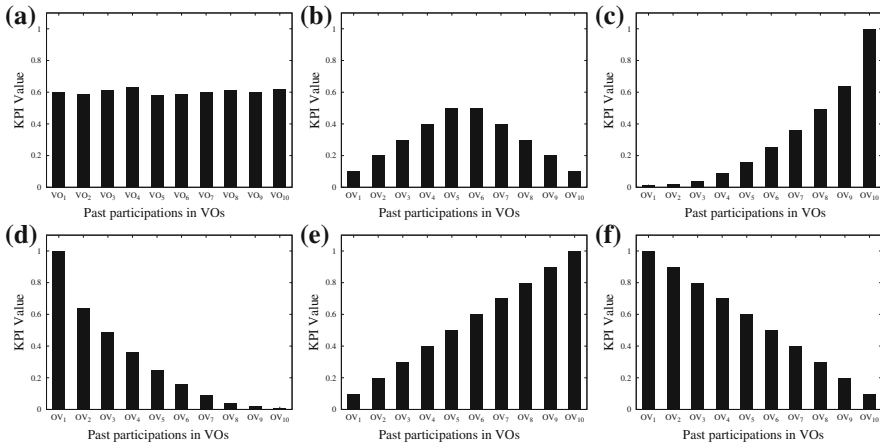 (a)
KPI Value
1
0.8
0.6
0.4
0.2
0
VO1 VO2 VO3 VO4 VO5 VO6 VO7 VO8 VO9 VO10
Past participations in VOs
(b)
KPI Value
1
0.8
0.6
0.4
0.2
0
OV1 OV2 OV3 OV4 OV5 OV6 OV7 OV8 OV9 OV10
Past participations in VOs
(c)
KPI Value
1
0.8
0.6
0.4
0.2
0
OV1 OV2 OV3 OV4 OV5 OV6 OV7 OV8 OV9 OV10
Past participations in VOs
(d)
KPI Value
1
0.8
0.6
0.4
0.2
0
OV1 OV2 OV3 OV4 OV5 OV6 OV7 OV8 OV9 OV10
Past participations in VOs
(e)
KPI Value
1
0.8
0.6
0.4
0.2
0
OV1 OV2 OV3 OV4 OV5 OV6 OV7 OV8 OV9 OV10
Past participations in VOs
(f)
KPI Value
1
0.8
0.6
0.4
0.2
0
OV1 OV2 OV3 OV4 OV5 OV6 OV7 OV8 OV9 OV10
Past participations in VOs